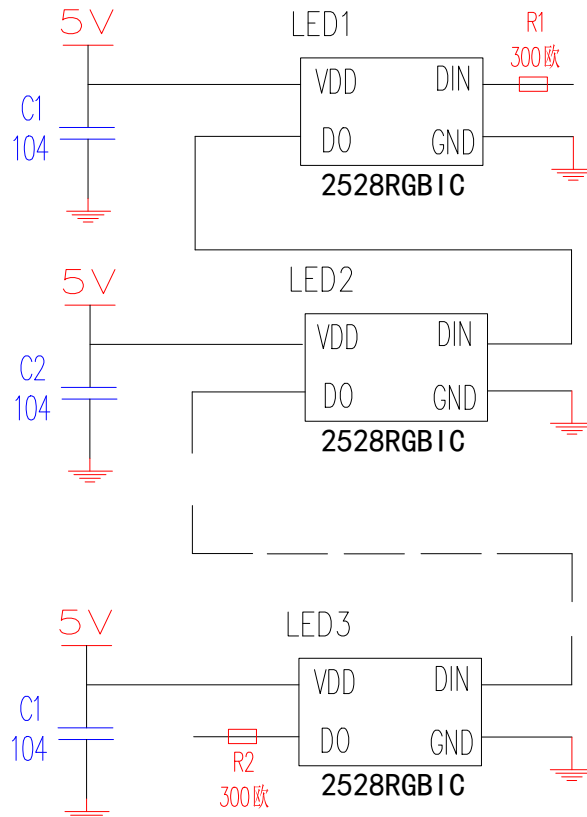 5V
LED1
R1
300欧
VDD
DIN
C1
104
DO
GND
2528RGBIC
5V
LED2
VDD
DIN
C2
104
DO
GND
2528RGBIC
5V
LED3
VDD
DIN
C1
104
DO
GND
R2
300欧
2528RGBIC